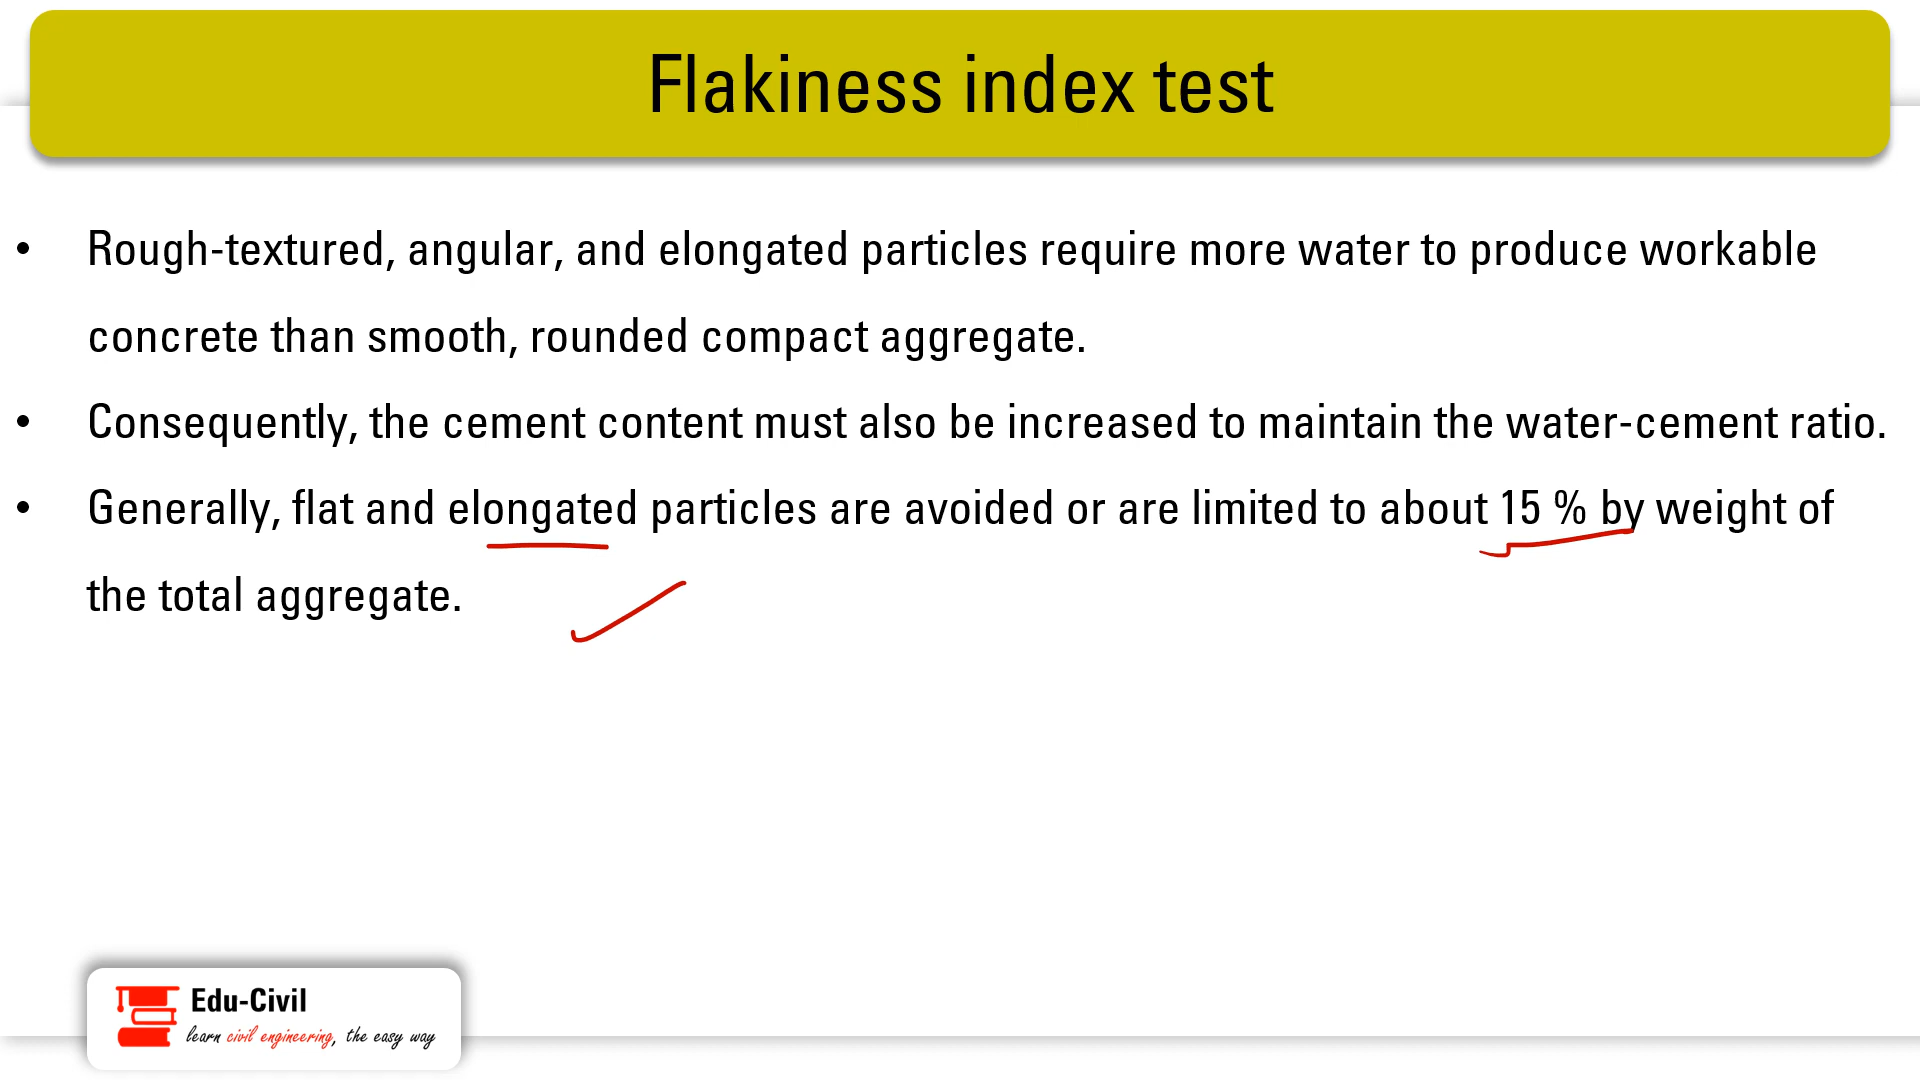 Flakiness index test
• Rough-textured, angular, and elongated particles require more water to produce workable
concrete than smooth, rounded compact aggregate.
• Consequently, the cement content must also be increased to maintain the water-cement ratio.
• Generally, flat and elongated particles are avoided or are limited to about 15 % by weight of
the total aggregate.
Edu-Civil
learn civil engineering, the easy way